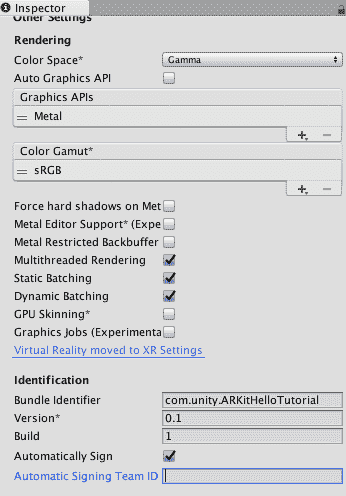 Inspector
Other Settings
Rendering
Color Space* Gamma
Auto Graphics API
Graphics APIs
Metal
Color Gamut*
sRGB
Force hard shadows on Met
Metal Editor Support* (Expe
Metal Restricted Backbuffer
Multithreaded Rendering
Static Batching
Dynamic Batching
GPU Skinning*
Graphics Jobs (Experimenta
Virtual Reality moved to XR Settings
Identification
Bundle Identifier com.unity.ARKitHelloTutorial
Version* 0.1
Build 1
Automatically Sign
Automatic Signing Team ID